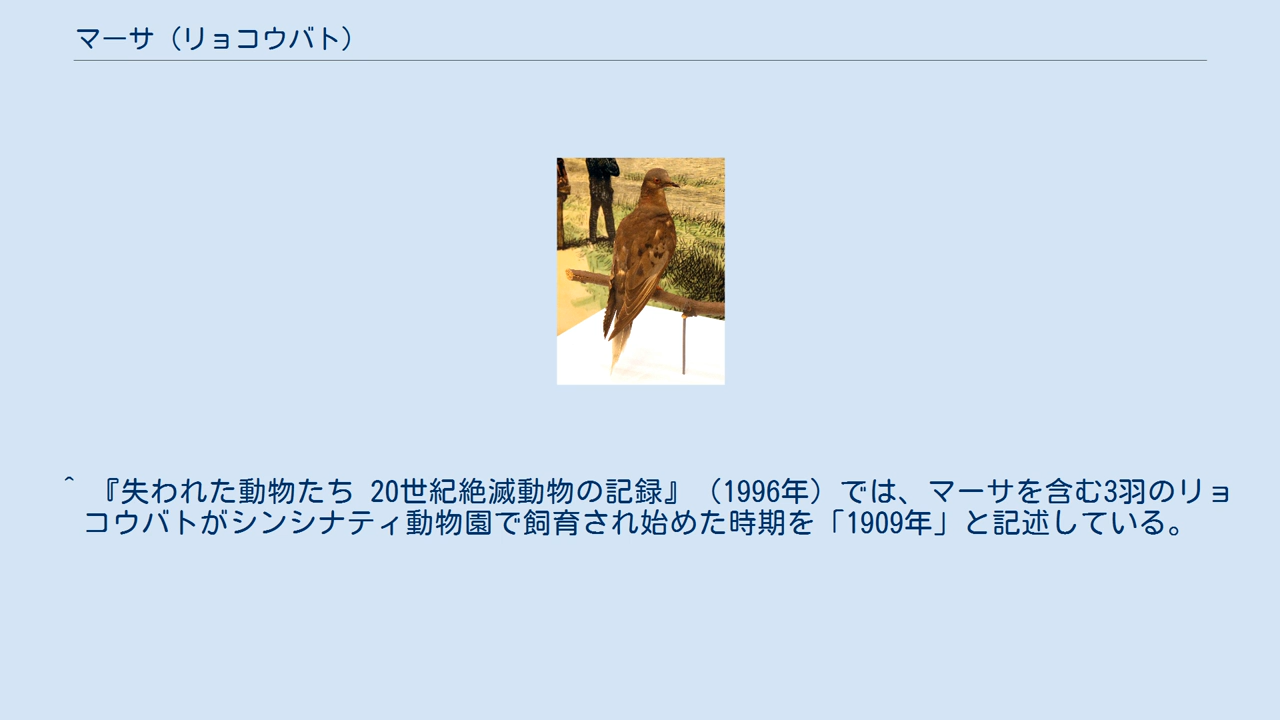 マーサ（リョコウバト）
^ 『失われた動物たち 20世紀絶滅動物の記録』（1996年）では、マーサを含む3羽のリョ
コウバトがシンシナティ動物園で飼育され始めた時期を「1909年」と記述している。